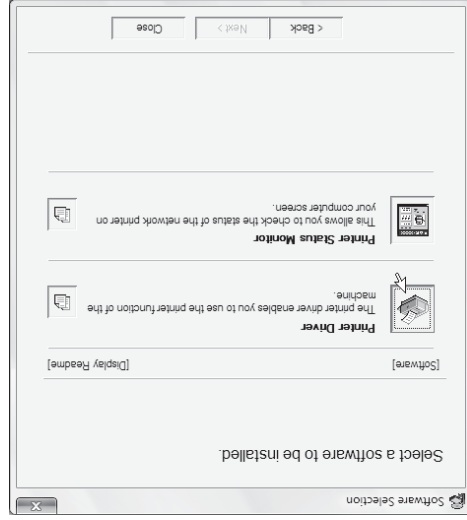 Software Selection
X
Select a software to be installed.
[Software] [Display Readme]
Printer Driver
The printer driver enables you to use the printer function of the
machine.
Printer Status Monitor
This allows you to check the status of the network printer on
your computer screen.
< Back Next > Close